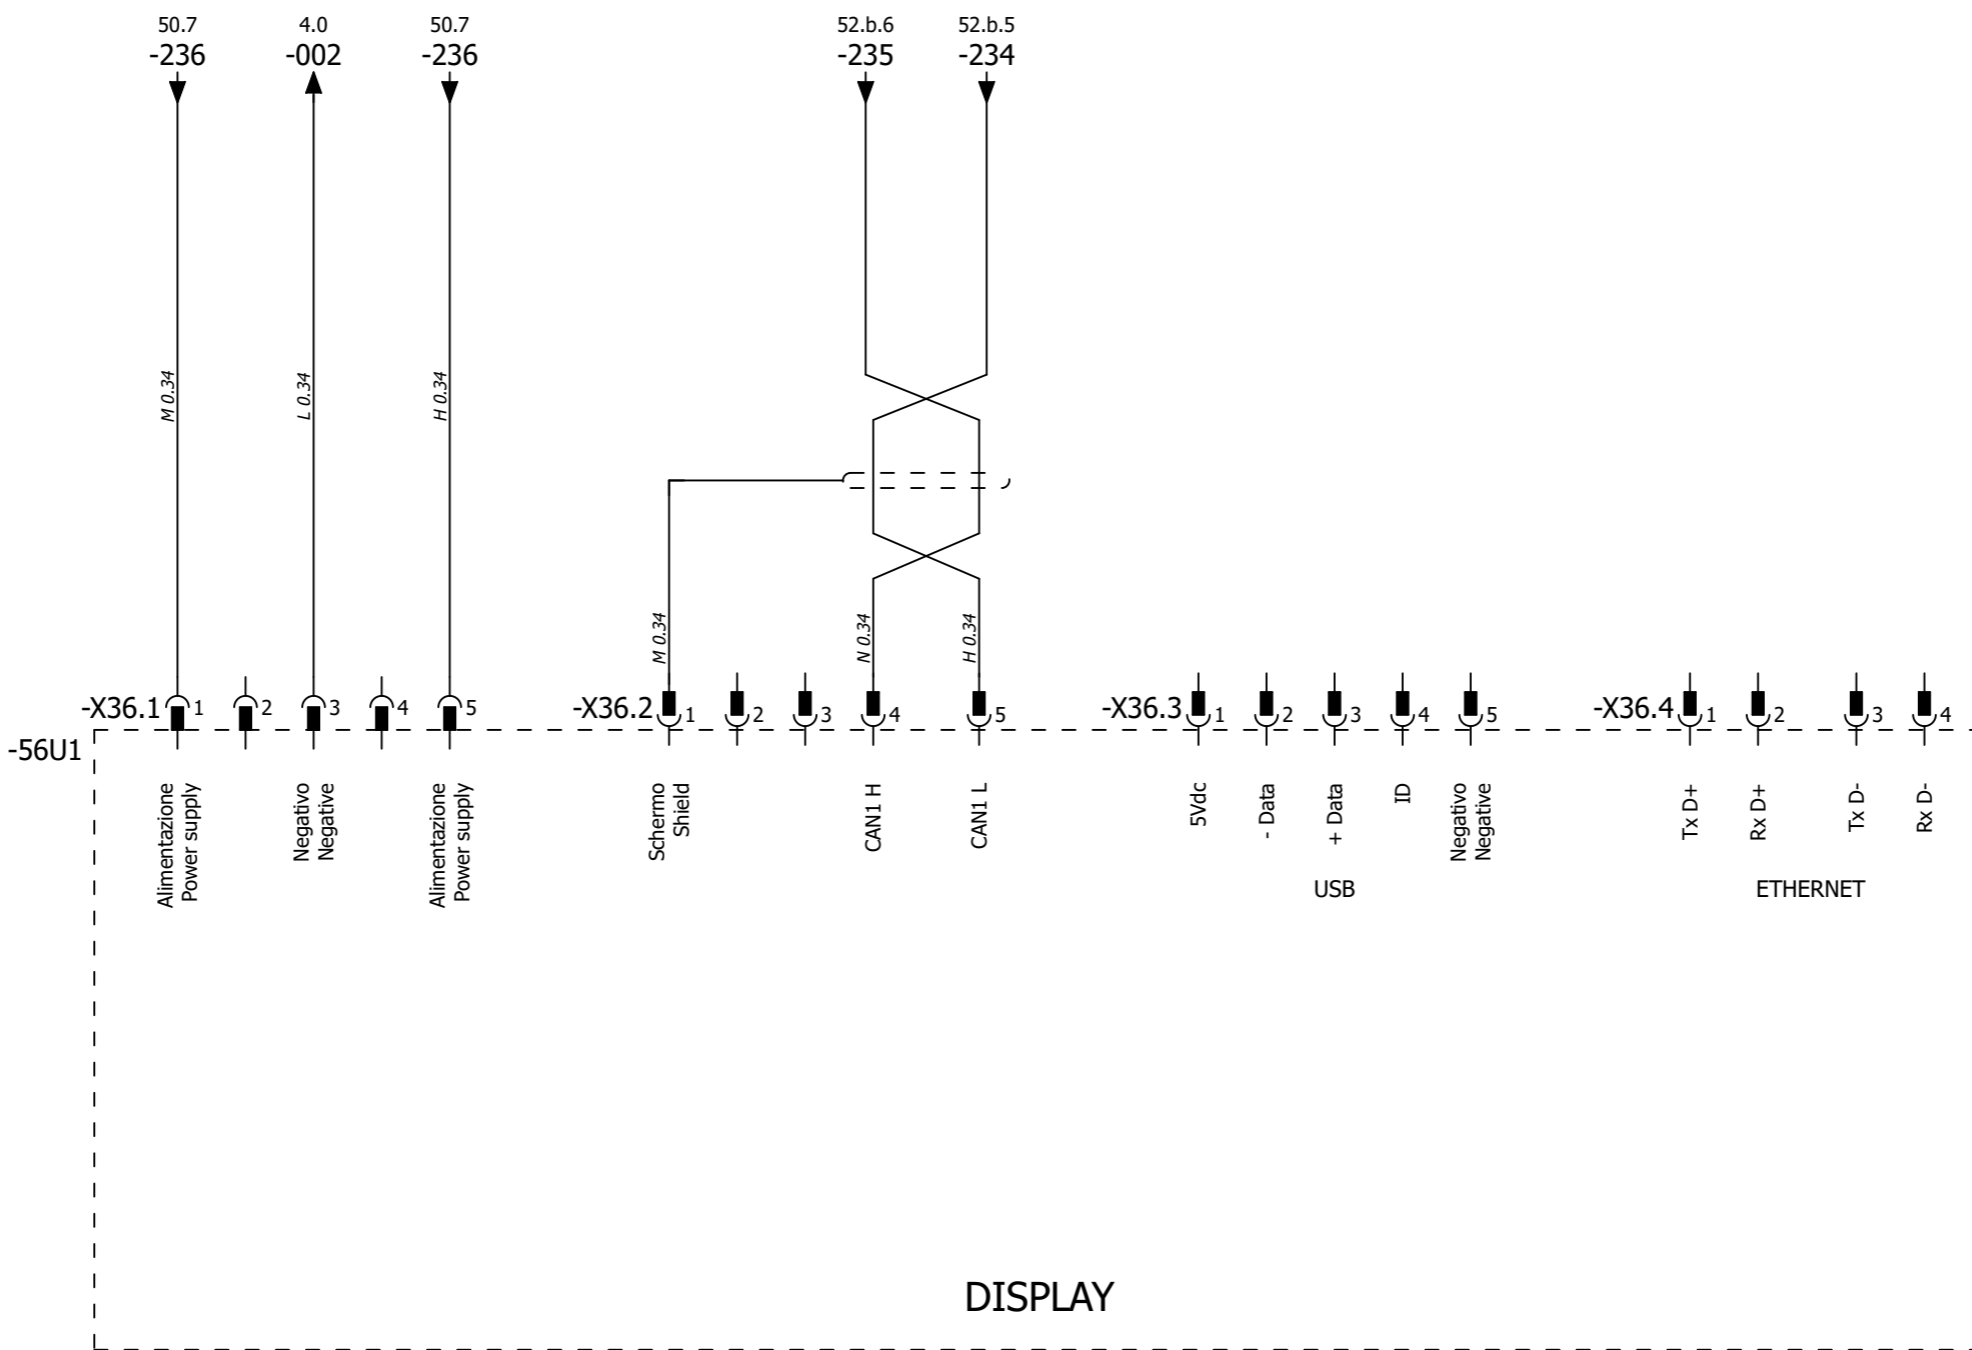 50.7 4.0 50.7 52.b.6 52.b.5
-236 -002 -236 -235 -234
M 0.34 L 0.34 H 0.34
M 0.34 N 0.34 H 0.34
-X36.1 1 2 3 4 5 -X36.2 1 2 3 4 5 -X36.3 1 2 3 4 5 -X36.4 1 2 3 4
-56U1
Alimentazione
Power supply
Negativo
Negative
Alimentazione
Power supply
Schermo
Shield
CAN1 H
CAN1 L
5Vdc
- Data
+ Data
ID
Negativo
Negative
Tx D+
Rx D+
Tx D-
Rx D-
USB
ETHERNET
DISPLAY